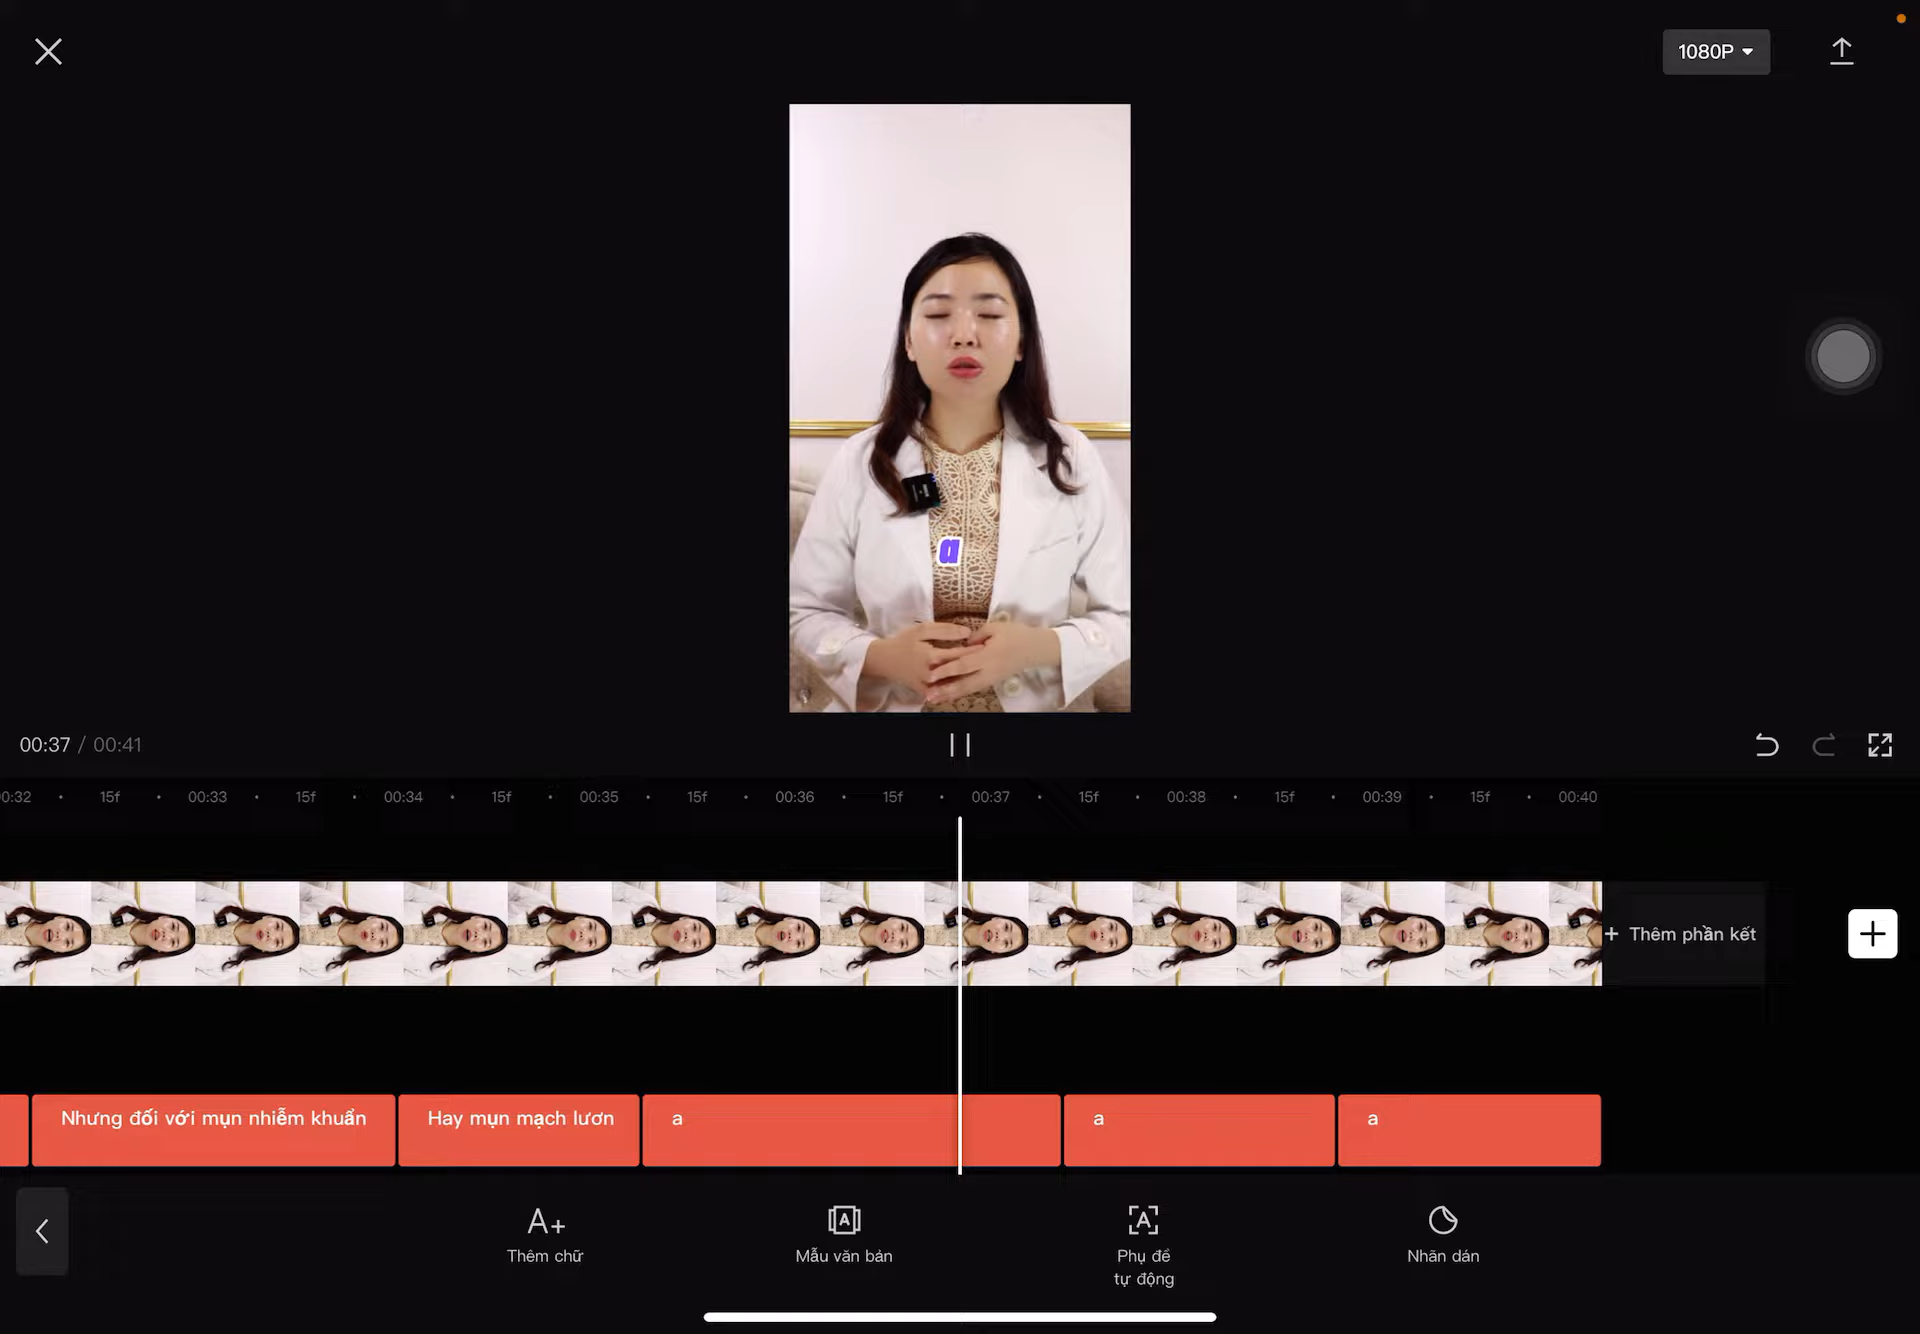 1080P
a
00:37 / 00:41
0:32 15f 00:33 15f 00:34 15f 00:35 15f 00:36 15f 00:37 15f 00:38 15f 00:39 15f 00:40
+ Thêm phần kết
Nhưng đối với mụn nhiễm khuẩn
Hay mụn mạch lươn
a
a
a
A+
Thêm chữ
A
Mẫu văn bản
A
Phụ đề
tự động
Nhãn dán